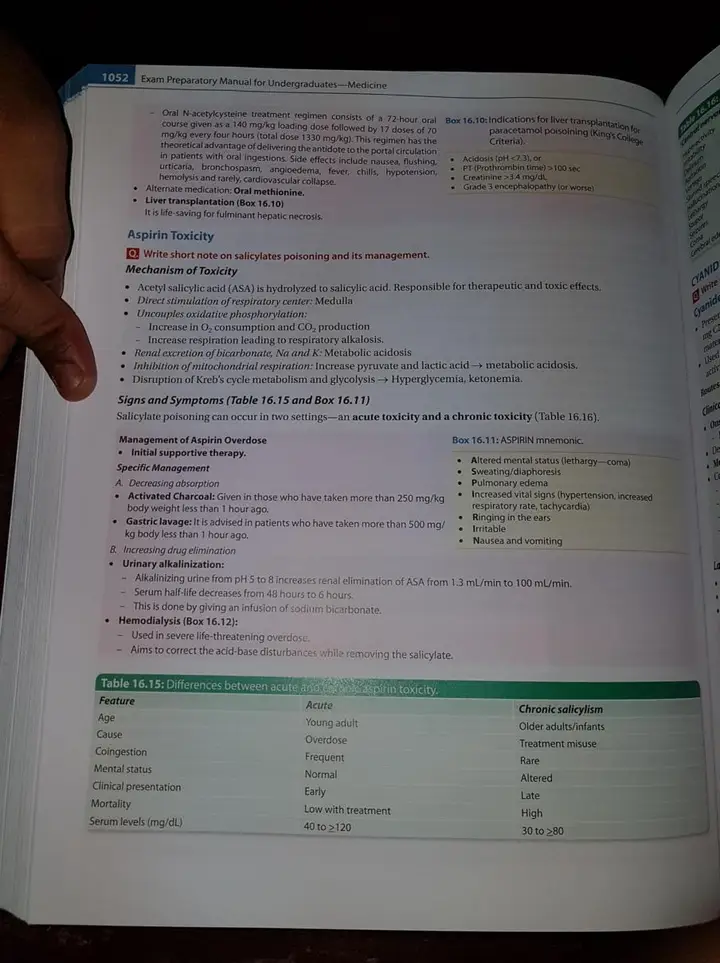 1052 Exam Preparatory Manual for Undergraduates—Medicine
– Oral N-acetylcysteine treatment regimen consists of a 72-hour oral
course given as a 140 mg/kg loading dose followed by 17 doses of 70
mg/kg every four hours (total dose 1330 mg/kg). This regimen has the
theoretical advantage of delivering the antidote to the portal circulation
in patients with oral ingestions. Side effects include nausea, flushing,
urticaria, bronchospasm, angioedema, fever, chills, hypotension,
hemolysis and rarely, cardiovascular collapse.
• Alternate medication: Oral methionine.
• Liver transplantation (Box 16.10)
It is life-saving for fulminant hepatic necrosis.
Box 16.10: Indications for liver transplantation for
paracetamol poisoining (King's College
Criteria).
• Acidosis (pH <7.3), or
• PT (Prothrombin time) >100 sec
• Creatinine >3.4 mg/dL
• Grade 3 encephalopathy (or worse)
Aspirin Toxicity
Q. Write short note on salicylates poisoning and its management.
Mechanism of Toxicity
• Acetyl salicylic acid (ASA) is hydrolyzed to salicylic acid. Responsible for therapeutic and toxic effects.
• Direct stimulation of respiratory center: Medulla
• Uncouples oxidative phosphorylation:
– Increase in O₂ consumption and CO₂ production
– Increase respiration leading to respiratory alkalosis.
• Renal excretion of bicarbonate, Na and K: Metabolic acidosis
• Inhibition of mitochondrial respiration: Increase pyruvate and lactic acid → metabolic acidosis.
• Disruption of Kreb's cycle metabolism and glycolysis → Hyperglycemia, ketonemia.
Signs and Symptoms (Table 16.15 and Box 16.11)
Salicylate poisoning can occur in two settings—an acute toxicity and a chronic toxicity (Table 16.16).
Management of Aspirin Overdose
• Initial supportive therapy.
Specific Management
A. Decreasing absorption
• Activated Charcoal: Given in those who have taken more than 250 mg/kg
body weight less than 1 hour ago.
• Gastric lavage: It is advised in patients who have taken more than 500 mg/
kg body less than 1 hour ago.
Box 16.11: ASPIRIN mnemonic.
• Altered mental status (lethargy—coma)
• Sweating/diaphoresis
• Pulmonary edema
• Increased vital signs (hypertension, increased
respiratory rate, tachycardia)
• Ringing in the ears
• Irritable
• Nausea and vomiting
B. Increasing drug elimination
• Urinary alkalinization:
– Alkalinizing urine from pH 5 to 8 increases renal elimination of ASA from 1.3 mL/min to 100 mL/min.
– Serum half-life decreases from 48 hours to 6 hours.
– This is done by giving an infusion of sodium bicarbonate.
• Hemodialysis (Box 16.12):
– Used in severe life-threatening overdose.
– Aims to correct the acid-base disturbances while removing the salicylate.
Table 16.15: Differences between acute and chronic aspirin toxicity.
Feature Acute Chronic salicylism
Age Young adult Older adults/infants
Cause Overdose Treatment misuse
Coingestion Frequent Rare
Mental status Normal Altered
Clinical presentation Early Late
Mortality Low with treatment High
Serum levels (mg/dL) 40 to ≥120 30 to ≥80
CYANID
Q Write
Cyanide